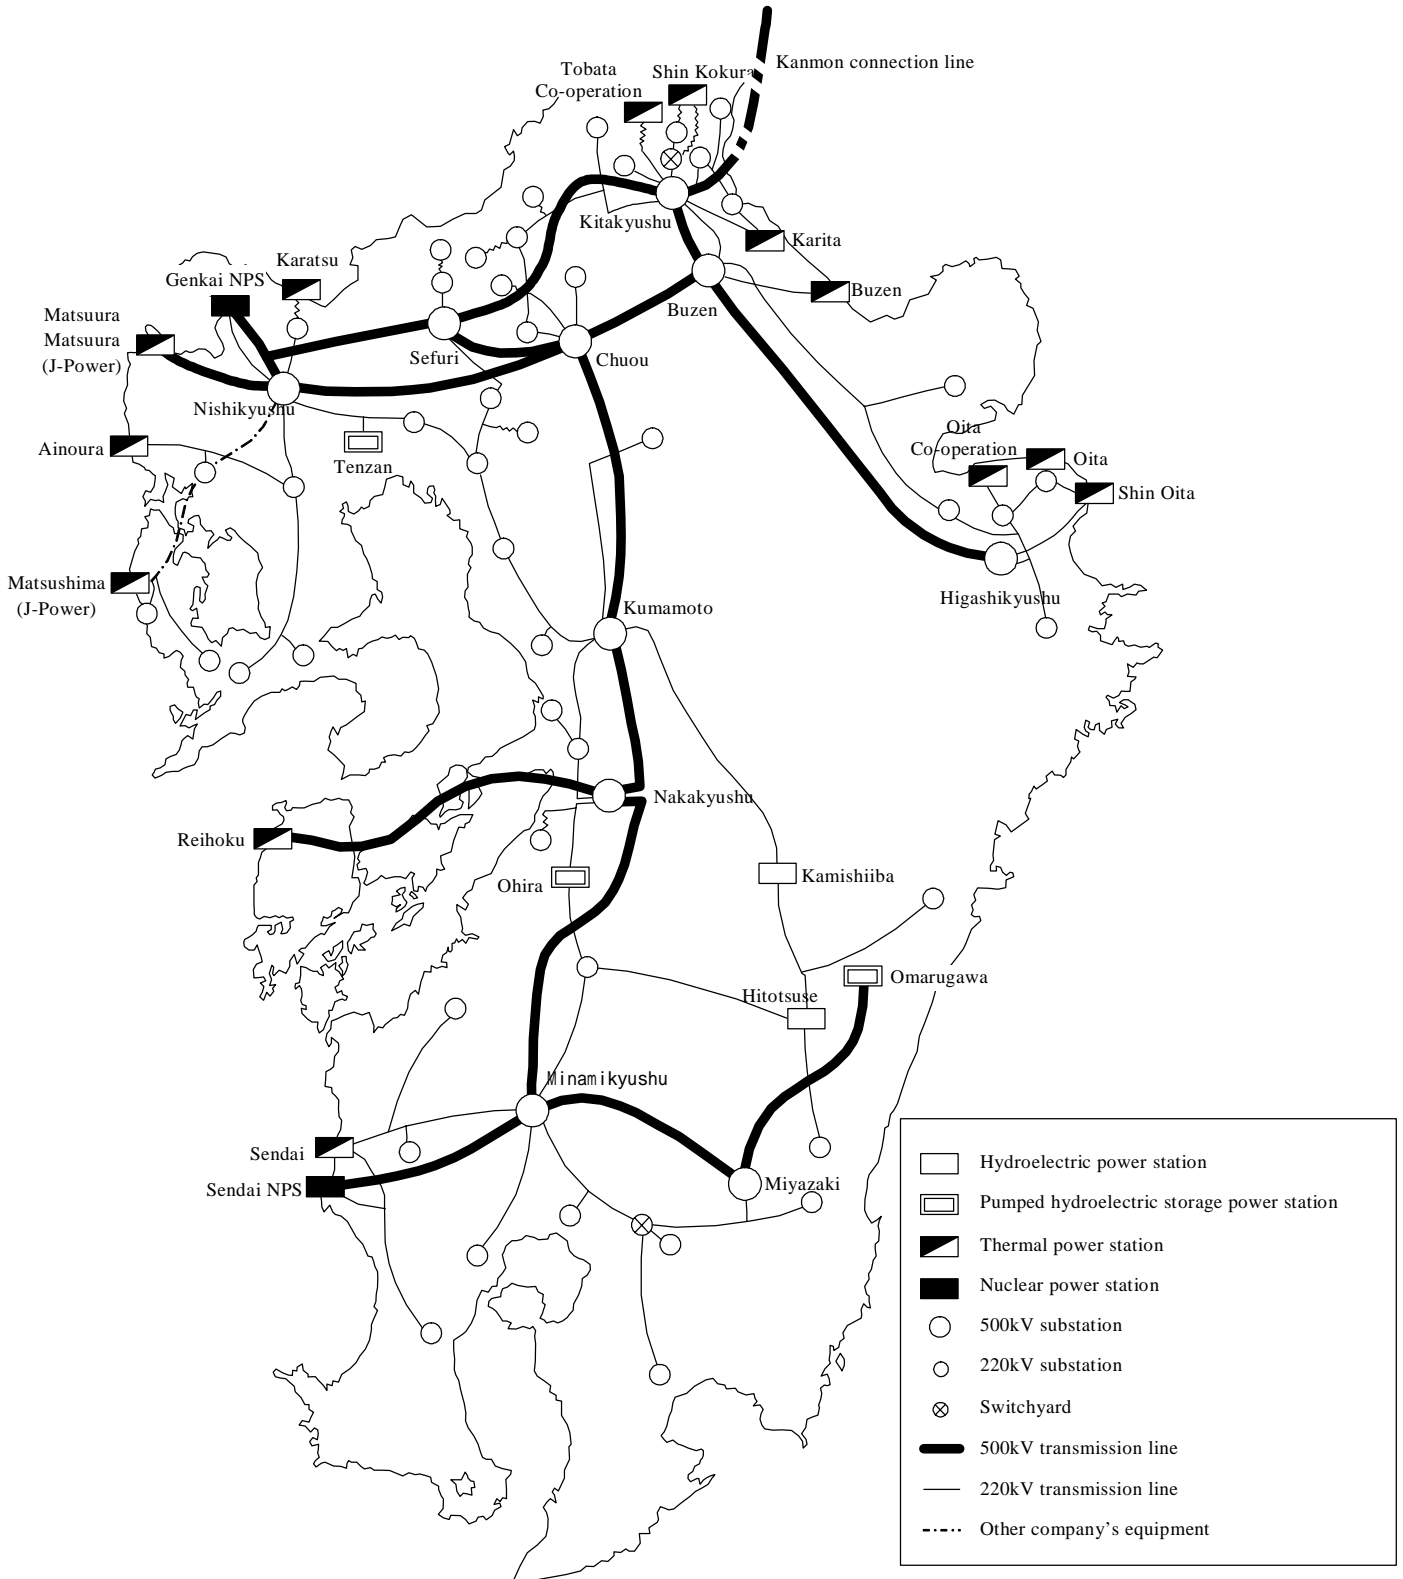 Kanmon connection line
Tobata
Co-operation
Shin Kokura
Kitakyushu
Karita
Karatsu
Genkai NPS
Buzen
Buzen
Matsuura
Matsuura
(J-Power)
Sefuri
Chuou
Nishikyushu
Oita
Co-operation
Ainoura
Tenzan
Oita
Shin Oita
Matsushima
(J-Power)
Higashikyushu
Kumamoto
Nakakyushu
Reihoku
Ohira
Kamishiiba
Omarugawa
Hitotsuse
Minamikyushu
Sendai
Sendai NPS
Miyazaki
Hydroelectric power station
Pumped hydroelectric storage power station
Thermal power station
Nuclear power station
500kV substation
220kV substation
Switchyard
500kV transmission line
220kV transmission line
Other company’s equipment